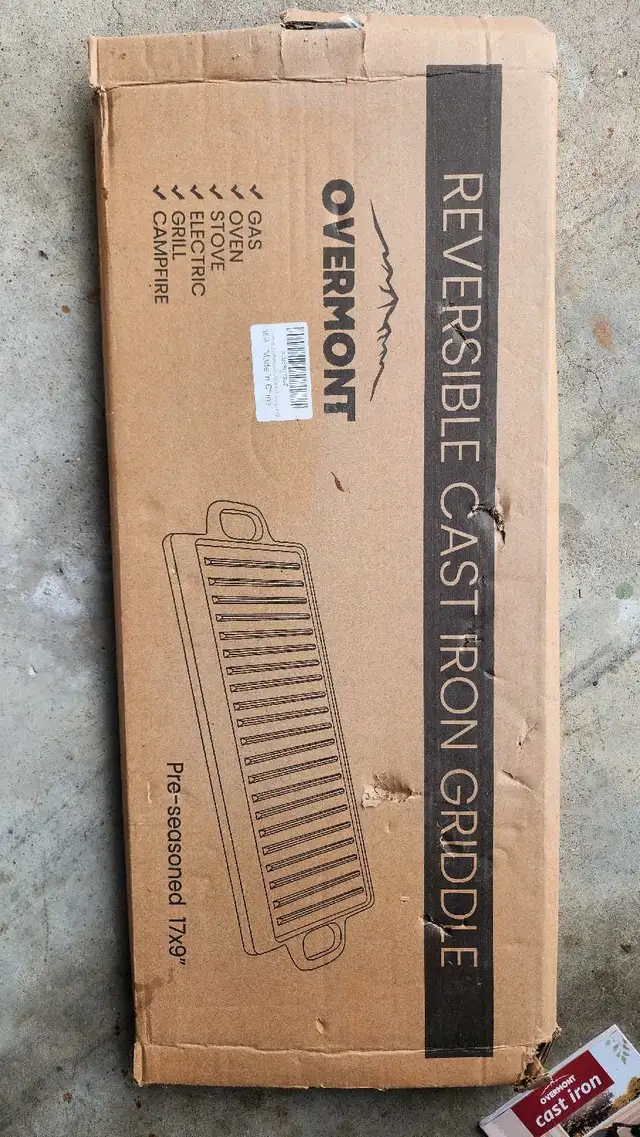 REVERSIBLE CAST IRON GRIDDLE
OVERMONT
✓ GAS
✓ OVEN
✓ STOVE
✓ ELECTRIC
✓ GRILL
✓ CAMPFIRE
Made in China
Pre-seasoned 17x9”
OVERMONT
cast iron